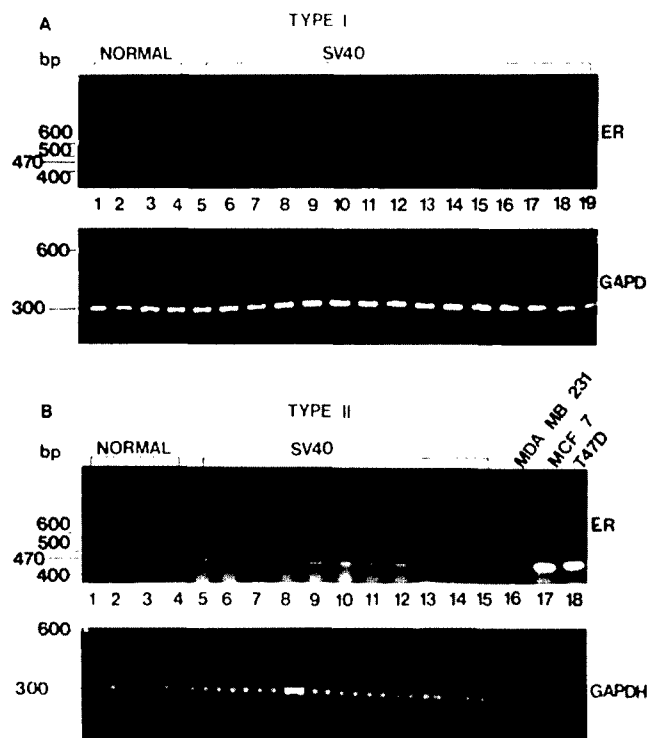 A
TYPE I
bp
NORMAL
SV40
600
500
470
400
ER
1 2 3 4 5 6 7 8 9 10 11 12 13 14 15 16 17 18 19
600
300
GAPD
B
TYPE II
MDA MB 231
MCF 7
T47D
bp
NORMAL
SV40
600
500
470
400
ER
1 2 3 4 5 6 7 8 9 10 11 12 13 14 15 16 17 18
600
300
GAPDH